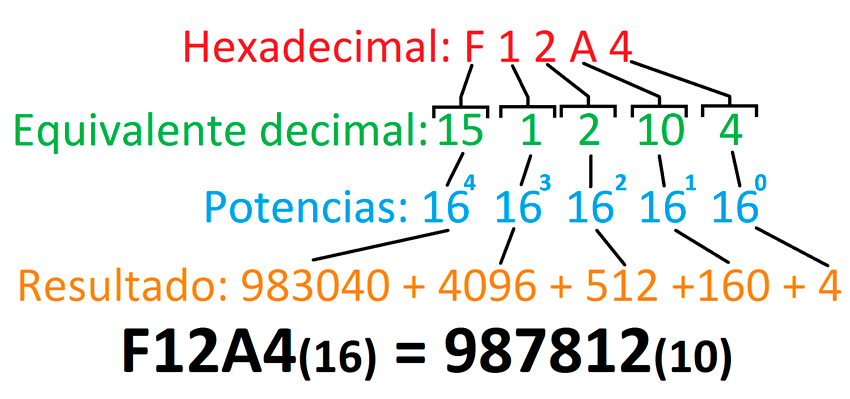 Hexadecimal: F 1 2 A 4
Equivalente decimal: 15 1 2 10 4
Potencias: 16⁴ 16³ 16² 16¹ 16⁰
Resultado: 983040 + 4096 + 512 +160 + 4
F12A4(16) = 987812(10)